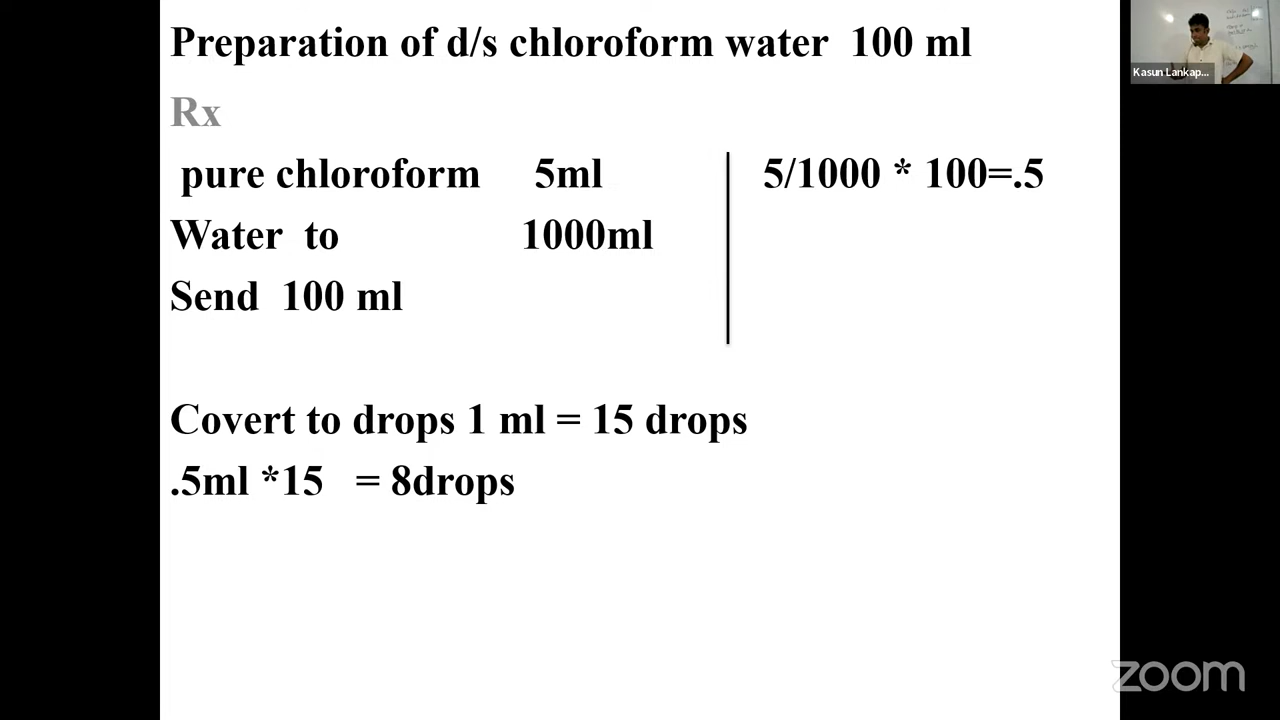 Preparation of d/s chloroform water 100 ml
Rx
pure chloroform 5ml
5/1000 * 100=.5
Water to 1000ml
Send 100 ml
Covert to drops 1 ml = 15 drops
.5ml *15 = 8drops
Kasun Lankap...
zoom